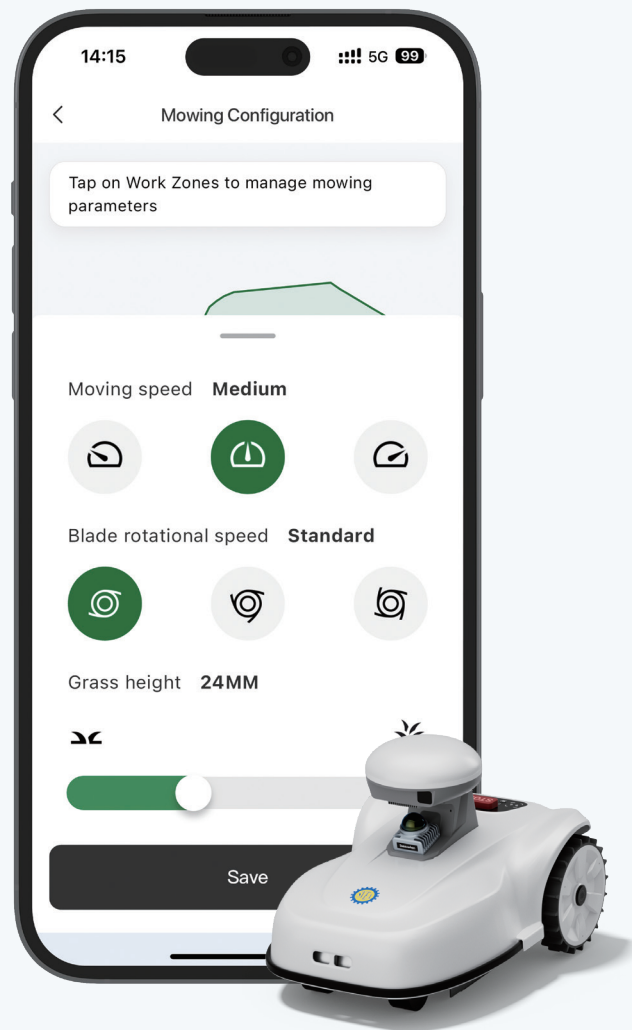 14:15
5G 99
Mowing Configuration
Tap on Work Zones to manage mowing
parameters
Moving speed Medium
Blade rotational speed Standard
Grass height 24MM
Save